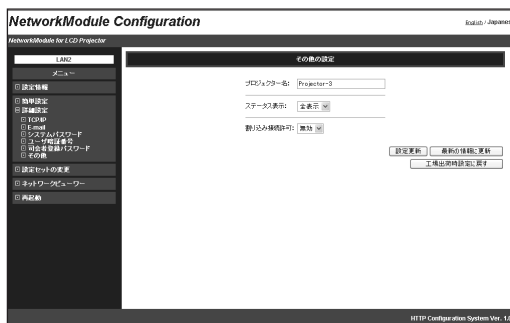 NetworkModule Configuration
English / Japanese
NetworkModule for LCD Projector
LAN2
メニュー
設定情報
簡単設定
詳細設定
TCP/IP
E-mail
システムパスワード
ユーザ暗証番号
司会者登録パスワード
その他
設定セットの変更
ネットワークビューワー
再起動
その他の設定
プロジェクター名: Projector-3
ステータス表示: 全表示
割り込み接続許可: 無効
設定更新 最新の情報に更新
工場出荷時設定に戻す
HTTP Configuration System Ver. 1.0